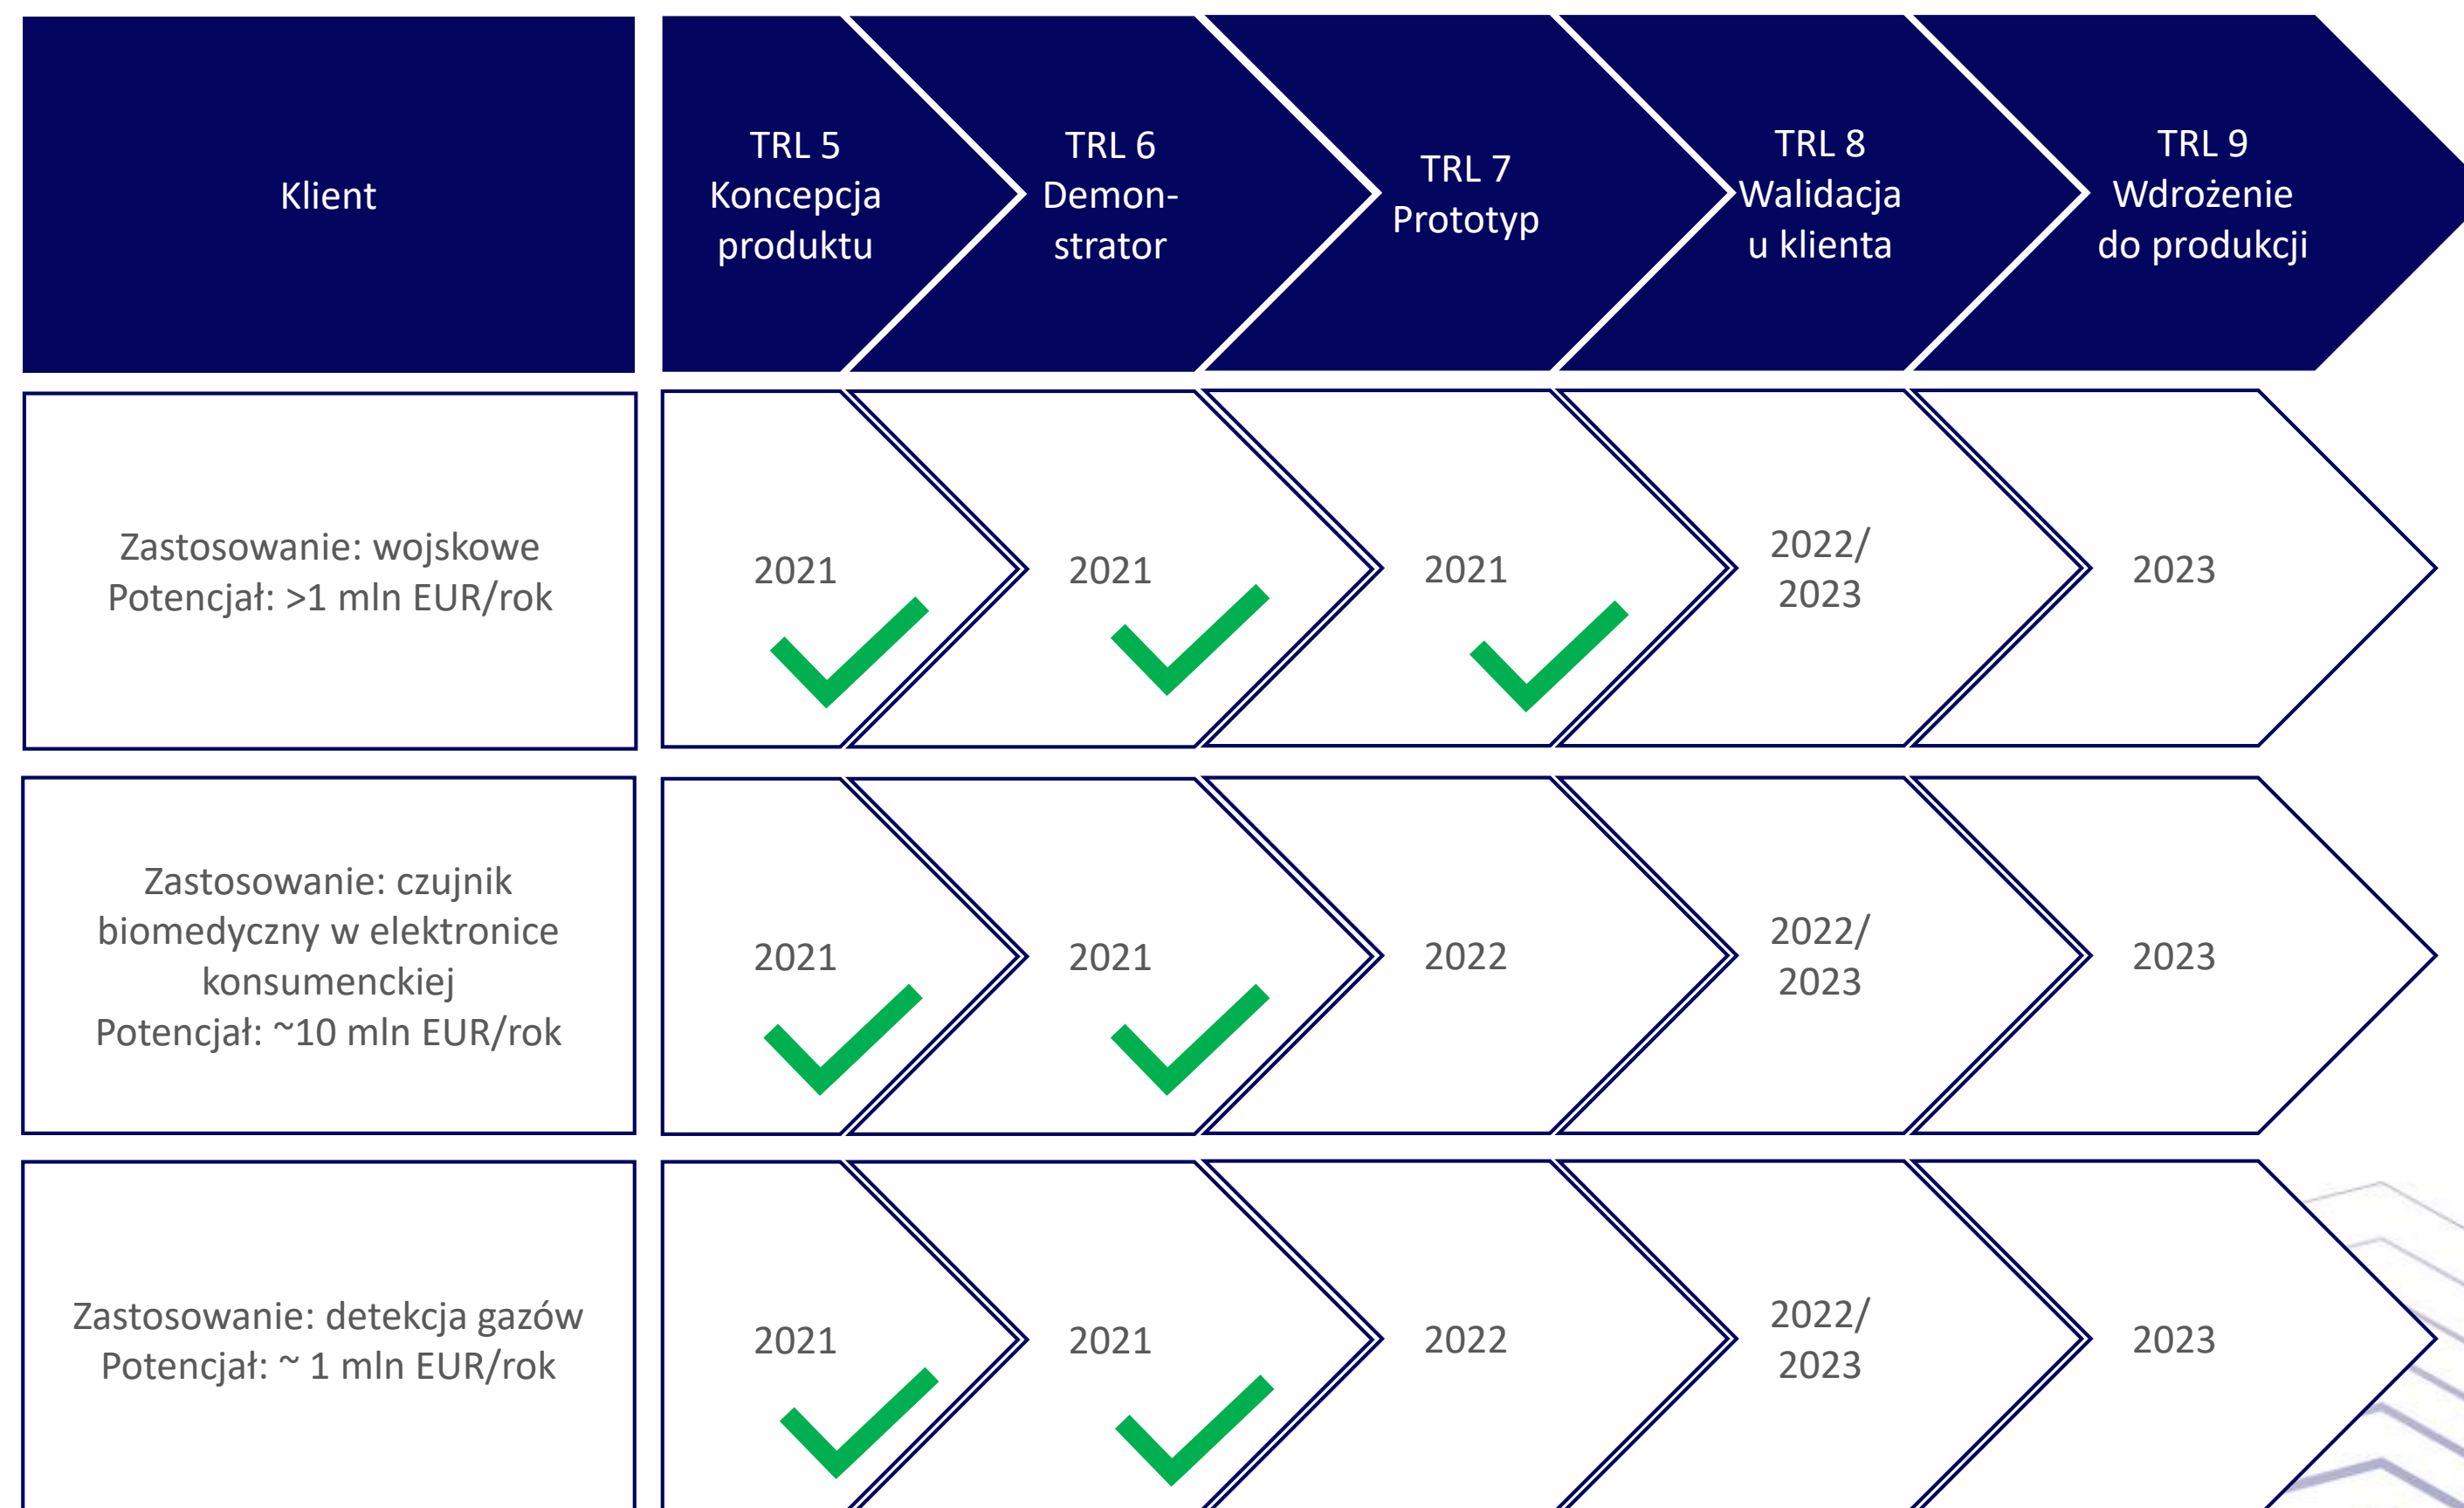 Klient
TRL 5
Koncepcja
produktu
TRL 6
Demon-
strator
TRL 7
Prototyp
TRL 8
Walidacja
u klienta
TRL 9
Wdrożenie
do produkcji
Zastosowanie: wojskowe
Potencjał: >1 mln EUR/rok
2021
2021
2021
2022/
2023
2023
Zastosowanie: czujnik
biomedyczny w elektronice
konsumenckiej
Potencjał: ~10 mln EUR/rok
2021
2021
2022
2022/
2023
2023
Zastosowanie: detekcja gazów
Potencjał: ~ 1 mln EUR/rok
2021
2021
2022
2022/
2023
2023